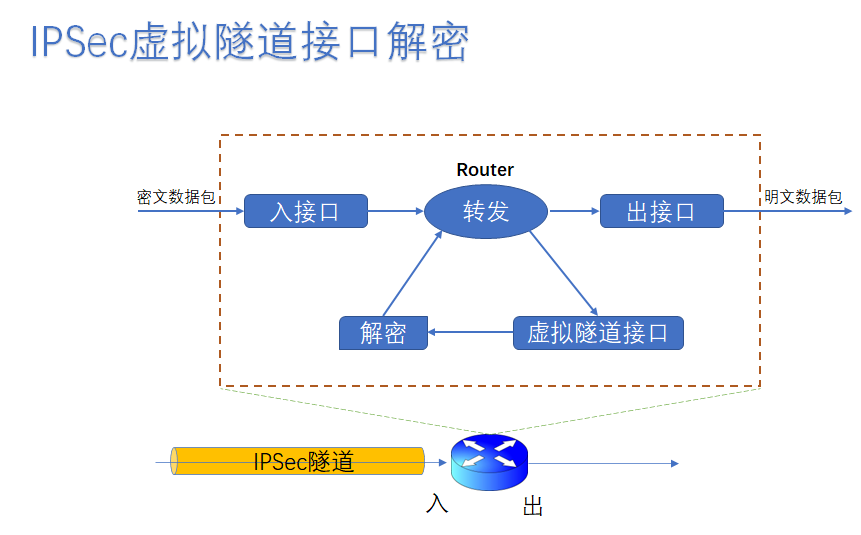 IPSec虚拟隧道接口解密
Router
密文数据包
入接口
转发
出接口
明文数据包
解密
虚拟隧道接口
IPSec隧道
入
出